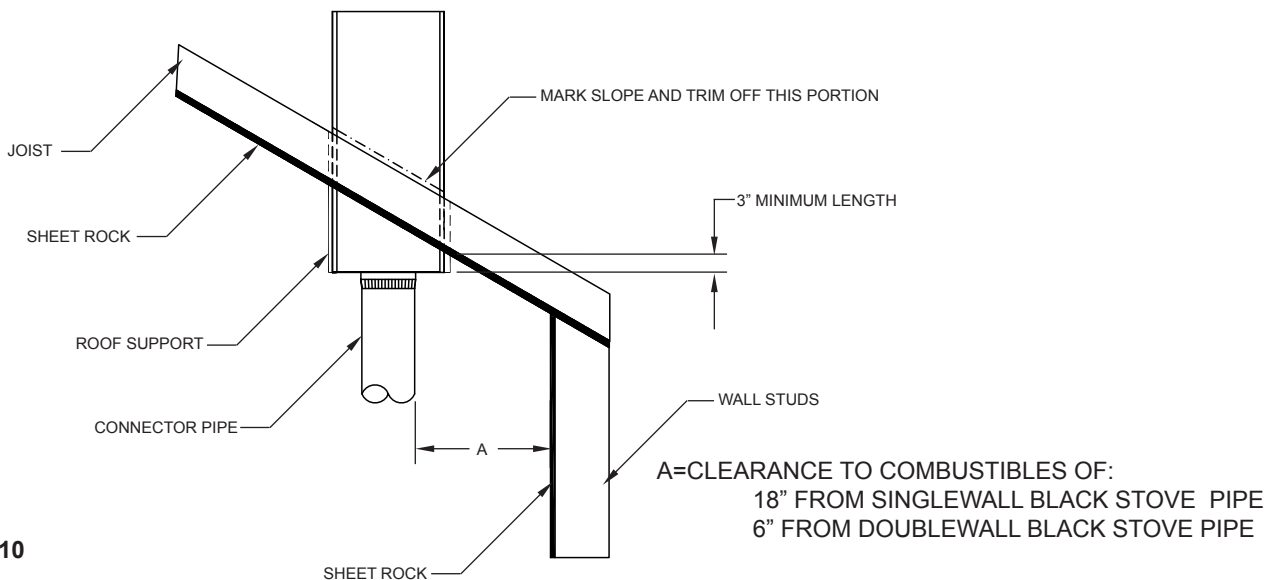 MARK SLOPE AND TRIM OFF THIS PORTION
JOIST
3” MINIMUM LENGTH
SHEET ROCK
ROOF SUPPORT
WALL STUDS
CONNECTOR PIPE
A
A=CLEARANCE TO COMBUSTIBLES OF:
18” FROM SINGLEWALL BLACK STOVE PIPE
6” FROM DOUBLEWALL BLACK STOVE PIPE
10
SHEET ROCK